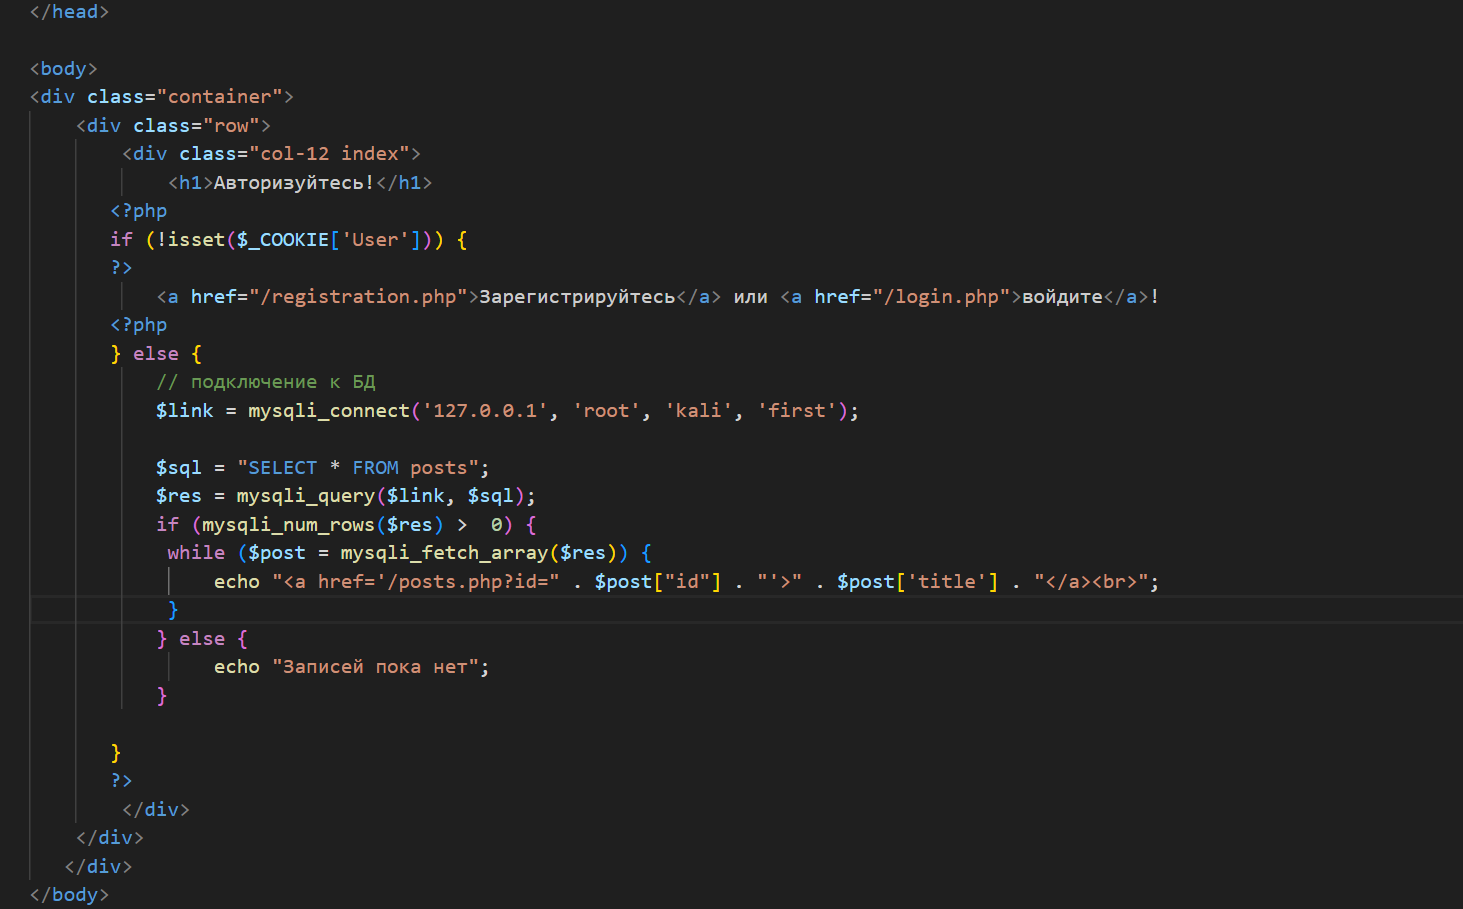 </head>
<body>
<div class="container">
<div class="row">
<div class="col-12 index">
<h1>Авторизуйтесь!</h1>
<?php
if (!isset($_COOKIE['User'])) {
?>
<a href="/registration.php">Зарегистрируйтесь</a> или <a href="/login.php">войдите</a>!
<?php
} else {
// подключение к БД
$link = mysqli_connect('127.0.0.1', 'root', 'kali', 'first');
$sql = "SELECT * FROM posts";
$res = mysqli_query($link, $sql);
if (mysqli_num_rows($res) >  0) {
while ($post = mysqli_fetch_array($res)) {
echo "<a href='/posts.php?id=" . $post["id"] . "'>" . $post['title'] . "</a><br>";
}
} else {
echo "Записей пока нет";
}
}
?>
</div>
</div>
</div>
</body>